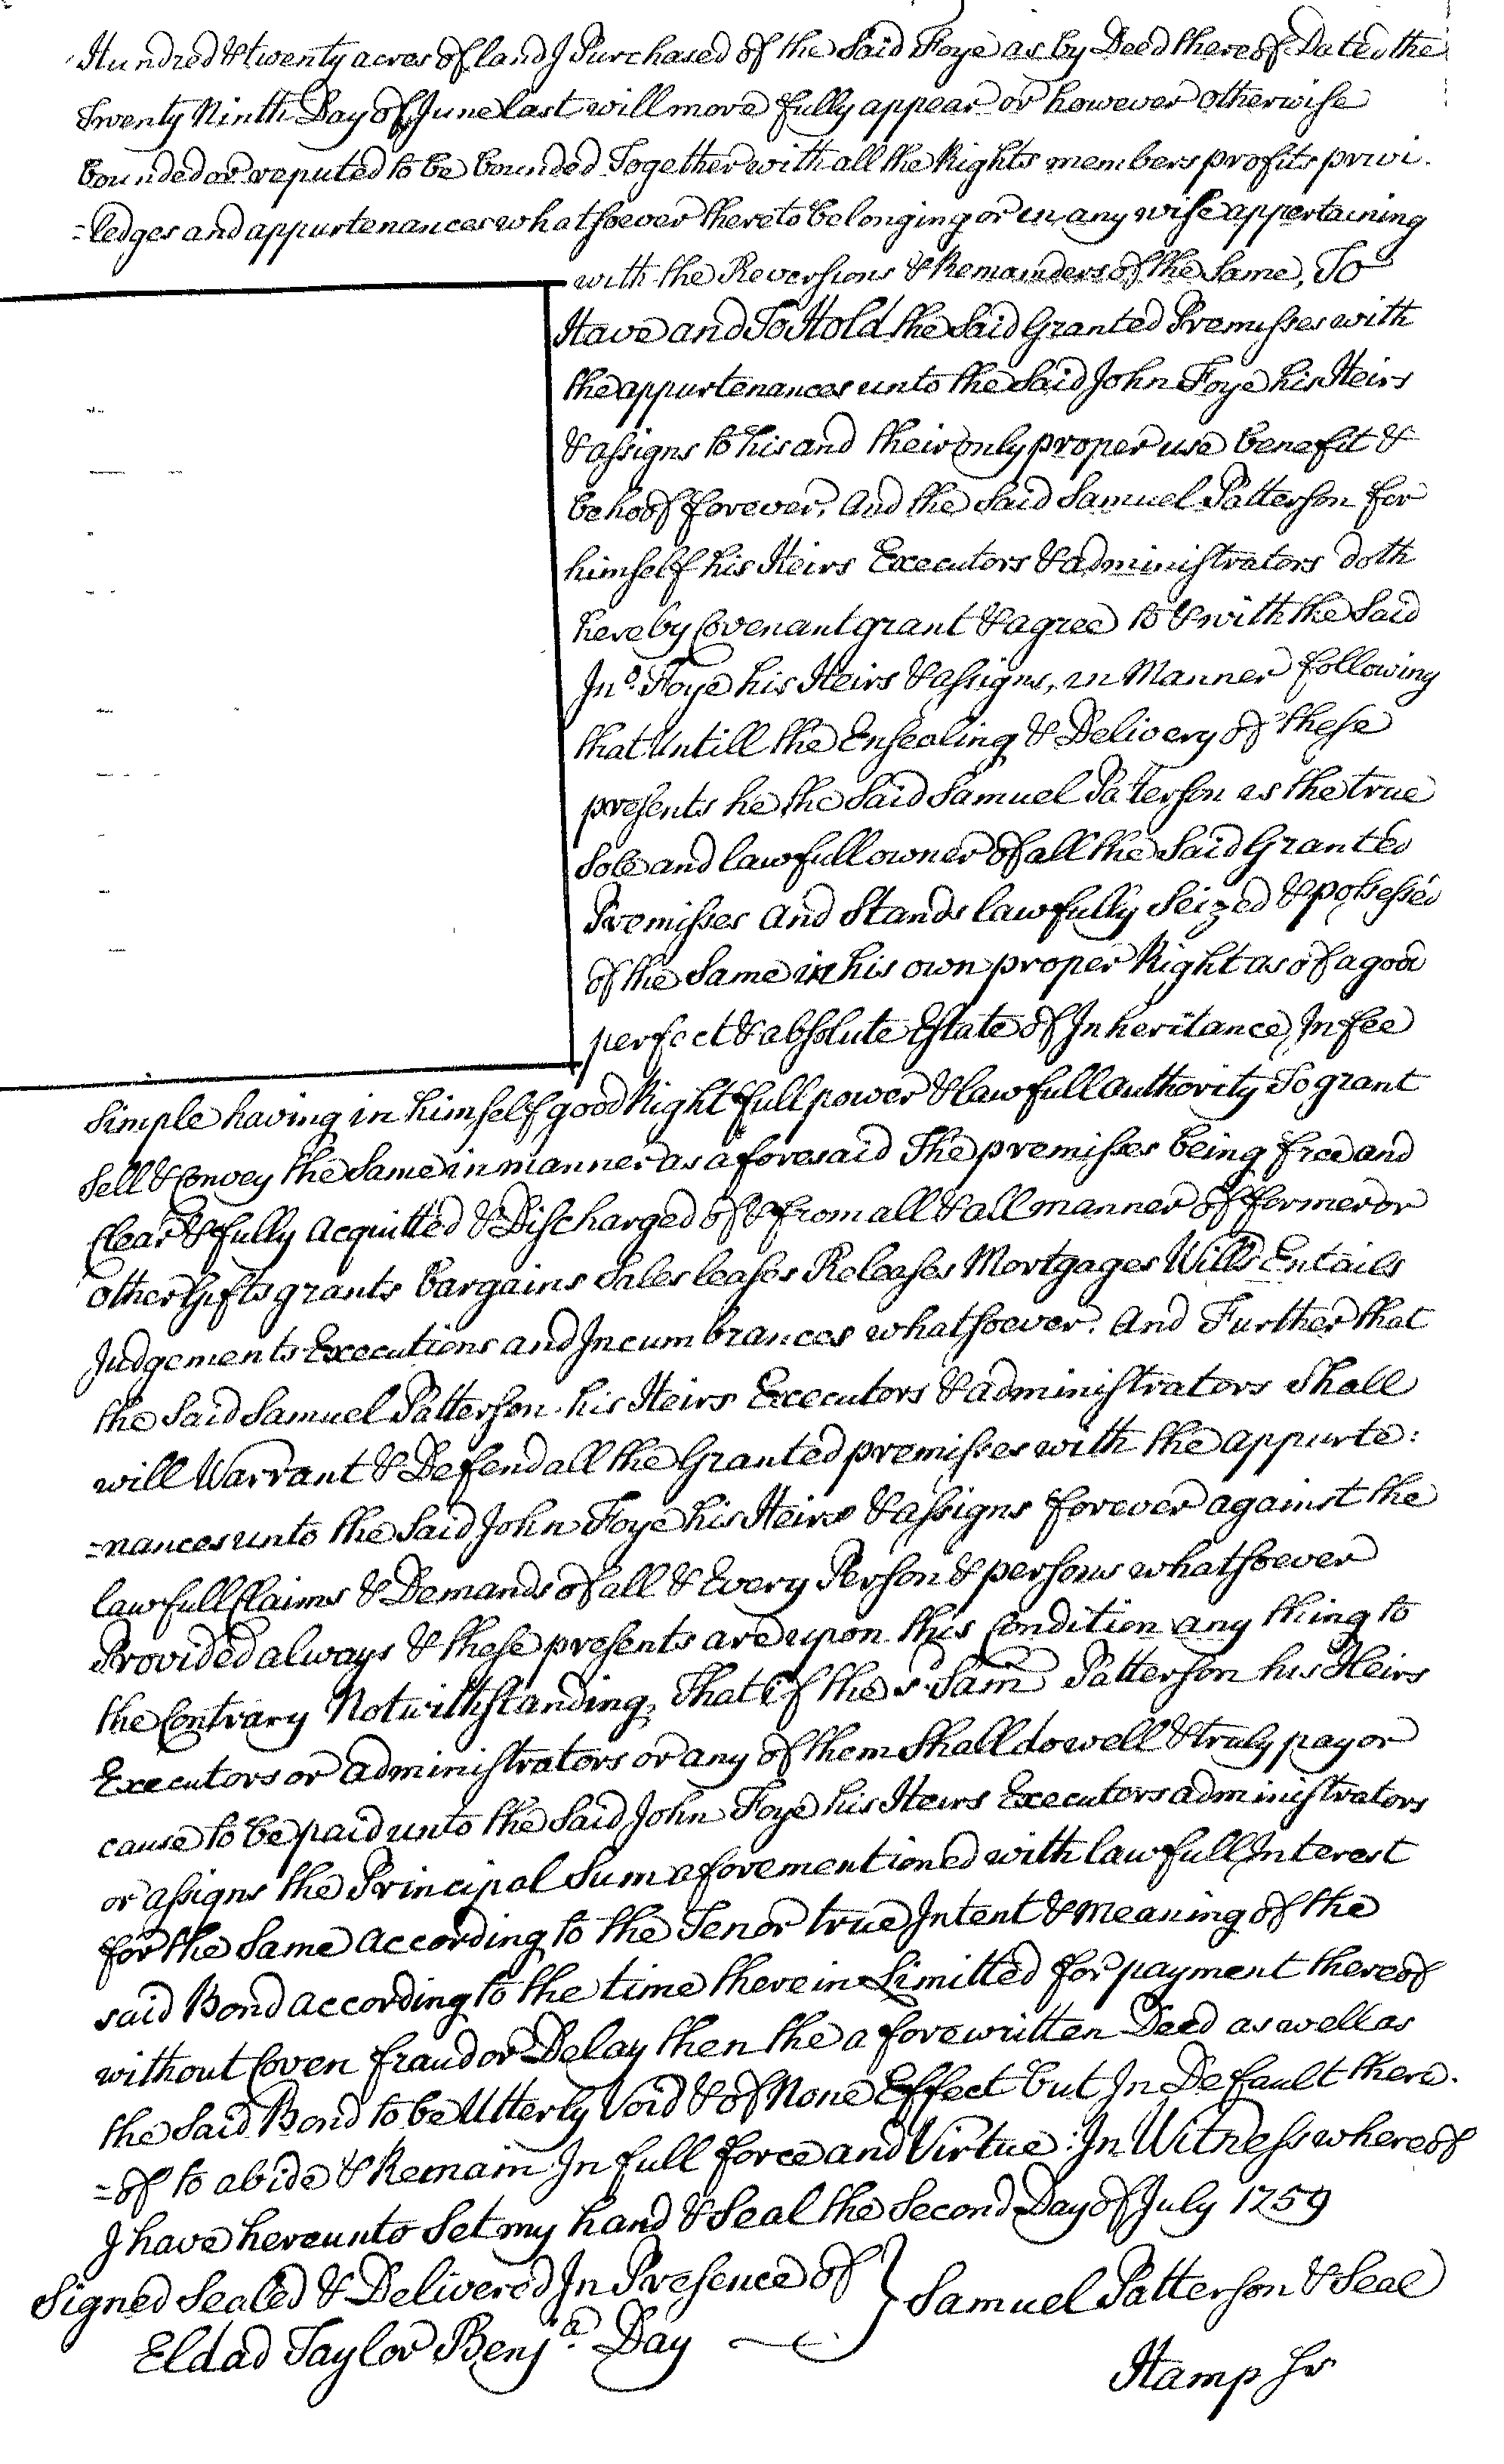 Hundred & twenty acres of land I Purchased of the Said Foye as by Deed thereof Dated the
Twenty Ninth Day of June last will more fully appear or however otherwise
bounded or reputed to be bounded Together with all the Rights members profits privi-
=ledges and appurtenances whatsoever thereto belonging or in any wise appertaining
with the Reversions & Remainders of the Same, To
Have and To Hold the Said Granted Premisses with
the appurtenances unto the Said John Foye his Heirs
& assigns to his and their only proper use benefit &
behoof forever, And the Said Samuel Patterson for
himself his Heirs Executors & administrators doth
hereby Covenant grant & agree to & with the Said
Jno. Foye his Heirs & assigns, in Manner following
that Untill the Ensealing & Delivery of these
presents he the Said Samuel Paterson is the true
Sole and lawfull owner of all the Said Granted
Premisses and Stands lawfully Seized & possessed
of the Same in his own proper Right as of a good
perfect & absolute Estate of Inheritance, In fee
Simple having in himself good Right full power & lawfull authority To grant
Sell & Convey the Same in manner as aforesaid The premisses being free and
Clear & fully acquitted & Discharged of & from all & all manner of former or
other Gifts grants bargains Sales leases Releases Mortgages Wills Entails
Judgements Executions and Incumbrances whatsoever. And Further that
the Said Samuel Patterson his Heirs Executors & administrators Shall
will Warrant & Defend all the Granted premisses with the appurte:
=nances unto the Said John Foye his Heirs & assigns forever against the
lawfull Claims & Demands of all & Every Person & persons whatsoever
Provided always & these presents are upon this Condition any thing to
the Contrary Notwithstanding, That if the sd. Sam Patterson his Heirs
Executors or administrators or any of them Shall do well & truly pay or
cause to be paid unto the Said John Foye his Heirs Executors administrators
or assigns the Principal Sum aforementioned with lawfull Interest
for the Same according to the Tenor true Intent & meaning of the
said Bond according to the time therein Limitted for payment thereof
without Coven fraud or Delay then the aforewritten Deed as well as
the Said Bond to be Utterly Void & of None Effect but In Default there-
=of to abide & Remain In full force and Virtue: In Witness whereof
I have hereunto Set my hand & Seal the Second Day of July 1759
Signed Sealed & Delivered In Presence of } Samuel Patterson & Seal
Eldad Taylor Benja. Day
Hamp Ss.